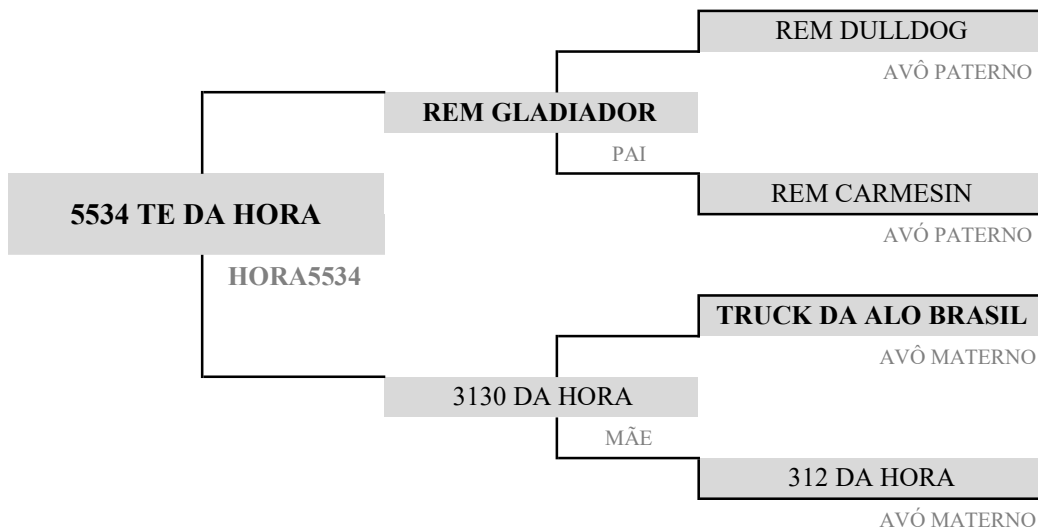 REM DULLDOG
AVÔ PATERNO
REM GLADIADOR
PAI
REM CARMESIN
AVÓ PATERNO
5534 TE DA HORA
HORA5534
TRUCK DA ALO BRASIL
AVÔ MATERNO
3130 DA HORA
MÃE
312 DA HORA
AVÓ MATERNO